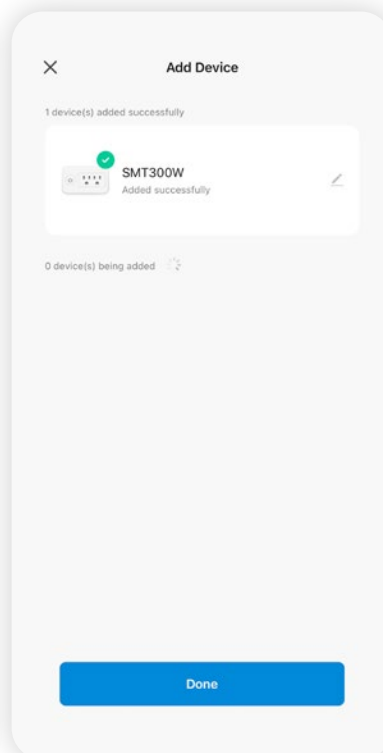 Add Device
1 device(s) added successfully
SMT300W
Added successfully
0 device(s) being added
Done